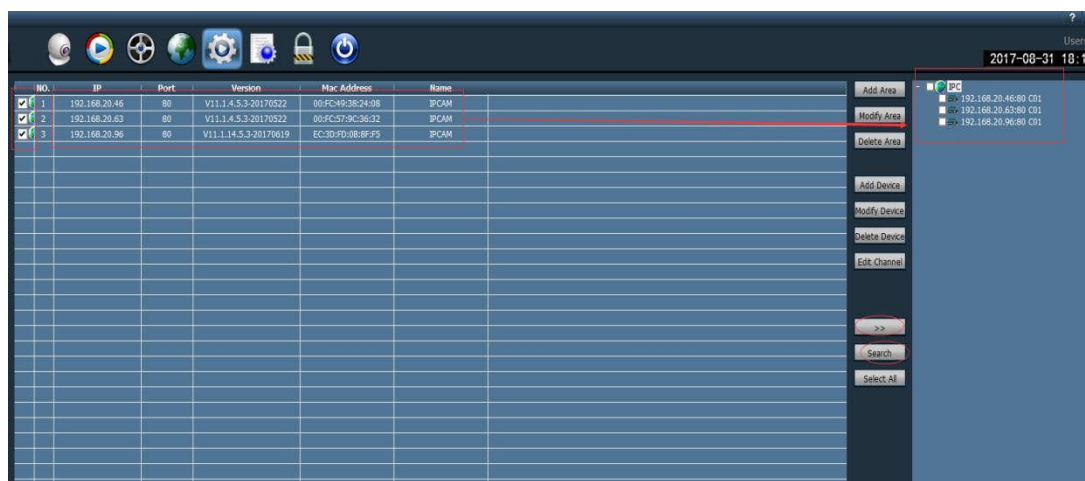 ?
User
2017-08-31 18:1
NO. IP Port Version Mac Address Name
1 192.168.20.46 80 V11.1.4.5.3-20170522 00:FC:49:38:24:08 IPCAM
2 192.168.20.63 80 V11.1.4.5.3-20170522 00:FC:57:9C:36:32 IPCAM
3 192.168.20.96 80 V11.1.14.5.3-20170619 EC:3D:FD:0B:8F:F5 IPCAM
Add Area
Modify Area
Delete Area
Add Device
Modify Device
Delete Device
Edit Channel
>>
Search
Select All
IPC
192.168.20.46:80 C01
192.168.20.63:80 C01
192.168.20.96:80 C01